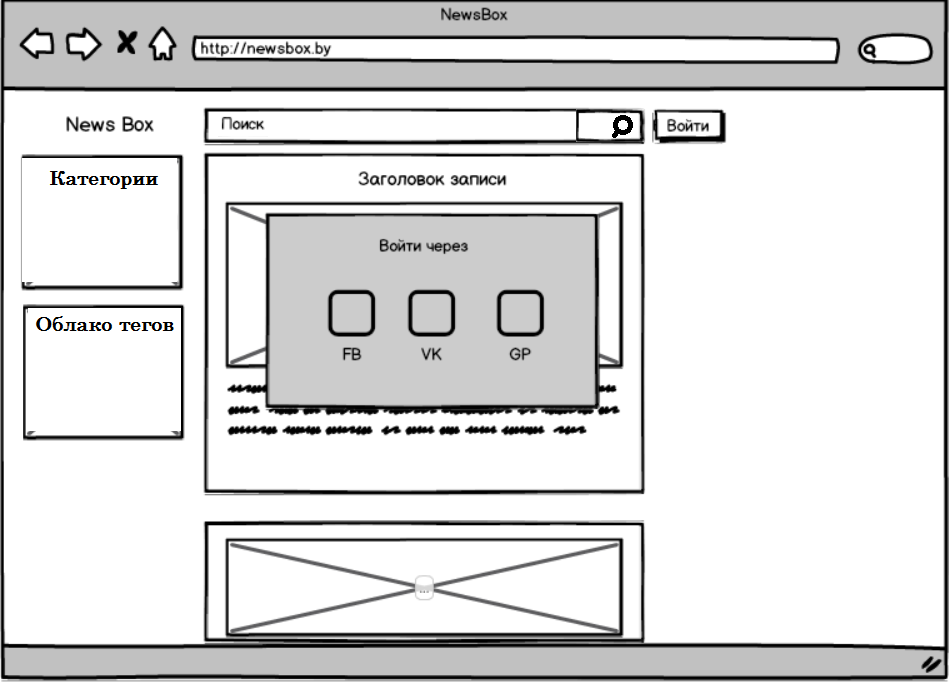 NewsBox
http://newsbox.by
News Box
Поиск
Войти
Категории
Облако тегов
Заголовок записи
Войти через
FB
VK
GP
...